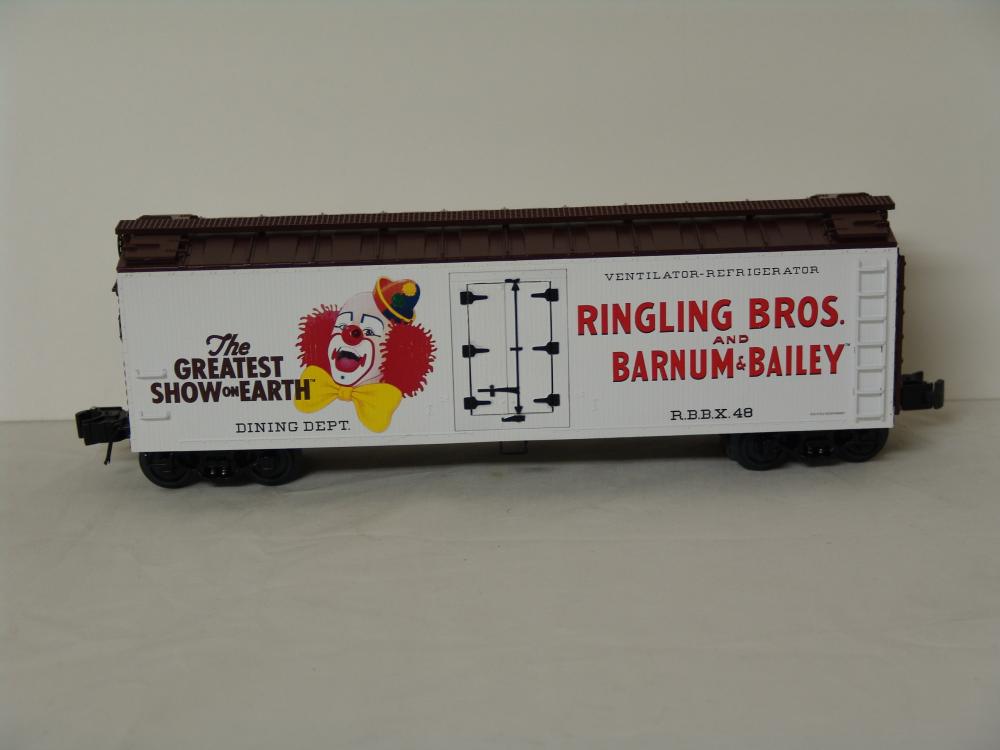 The
GREATEST
SHOW ON EARTH™
DINING DEPT.
VENTILATOR-REFRIGERATOR
RINGLING BROS.
AND
BARNUM & BAILEY™
R.B.B.X. 48